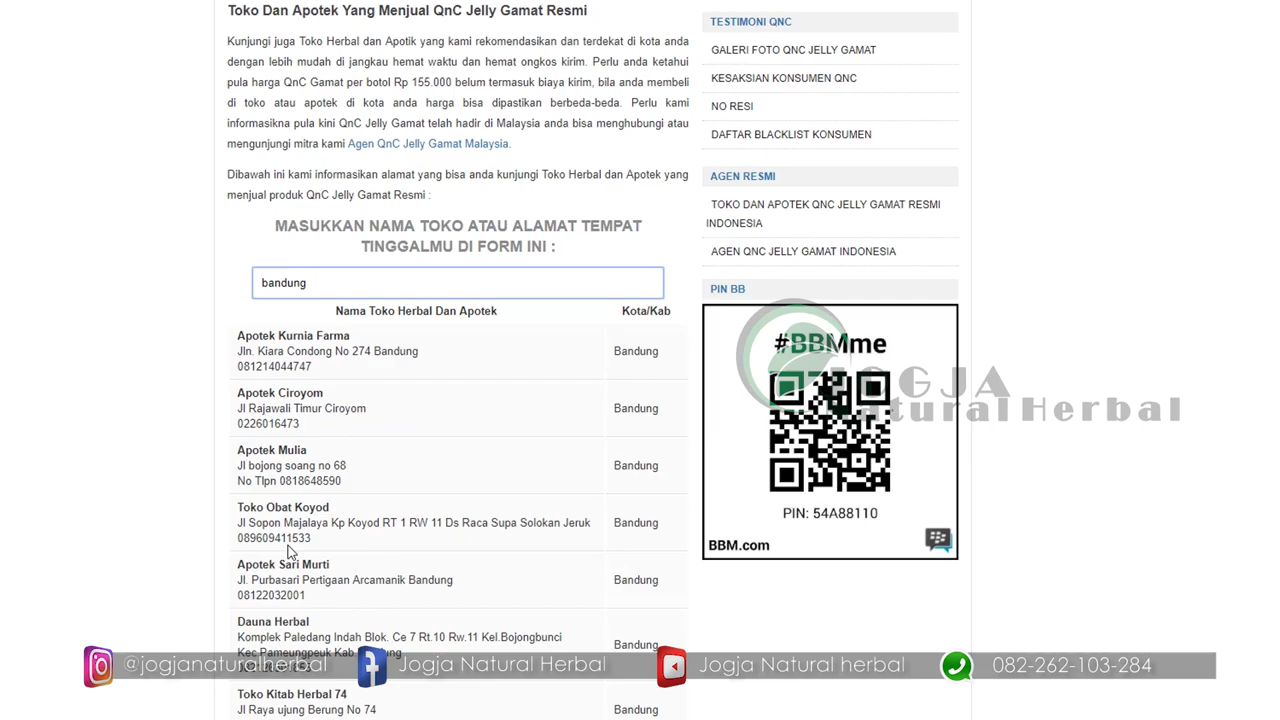 Toko Dan Apotek Yang Menjual QnC Jelly Gamat Resmi
Kunjungi juga Toko Herbal dan Apotik yang kami rekomendasikan dan terdekat di kota anda
dengan lebih mudah di jangkau hemat waktu dan hemat ongkos kirim. Perlu anda ketahui
pula harga QnC Gamat per botol Rp 155.000 belum termasuk biaya kirim, bila anda membeli
di toko atau apotek di kota anda harga bisa dipastikan berbeda-beda. Perlu kami
informasikna pula kini QnC Jelly Gamat telah hadir di Malaysia anda bisa menghubungi atau
mengunjungi mitra kami Agen QnC Jelly Gamat Malaysia.
Dibawah ini kami informasikan alamat yang bisa anda kunjungi Toko Herbal dan Apotek yang
menjual produk QnC Jelly Gamat Resmi :
MASUKKAN NAMA TOKO ATAU ALAMAT TEMPAT
TINGGALMU DI FORM INI :
bandung
Nama Toko Herbal Dan Apotek Kota/Kab
Apotek Kurnia Farma
Jln. Kiara Condong No 274 Bandung Bandung
081214044747
Apotek Ciroyom
Jl Rajawali Timur Ciroyom Bandung
0226016473
Apotek Mulia
Jl bojong soang no 68 Bandung
No Tlpn 0818648590
Toko Obat Koyod
Jl Sopon Majalaya Kp Koyod RT 1 RW 11 Ds Raca Supa Solokan Jeruk Bandung
089609411533
Apotek Sari Murti
Jl. Purbasari Pertigaan Arcamanik Bandung Bandung
08122032001
Dauna Herbal
Komplek Paledang Indah Blok. Ce 7 Rt.10 Rw.11 Kel.Bojongbunci
Kec.Pameungpeuk Kab. Bandung
Toko Kitab Herbal 74
Jl Raya ujung Berung No 74 Bandung
TESTIMONI QNC
GALERI FOTO QNC JELLY GAMAT
KESAKSIAN KONSUMEN QNC
NO RESI
DAFTAR BLACKLIST KONSUMEN
AGEN RESMI
TOKO DAN APOTEK QNC JELLY GAMAT RESMI
INDONESIA
AGEN QNC JELLY GAMAT INDONESIA
PIN BB
#BBMme
JOGJA
Natural Herbal
PIN: 54A88110
BBM.com
@jogjanaturalherbal Jogja Natural Herbal Jogja Natural herbal 082-262-103-284